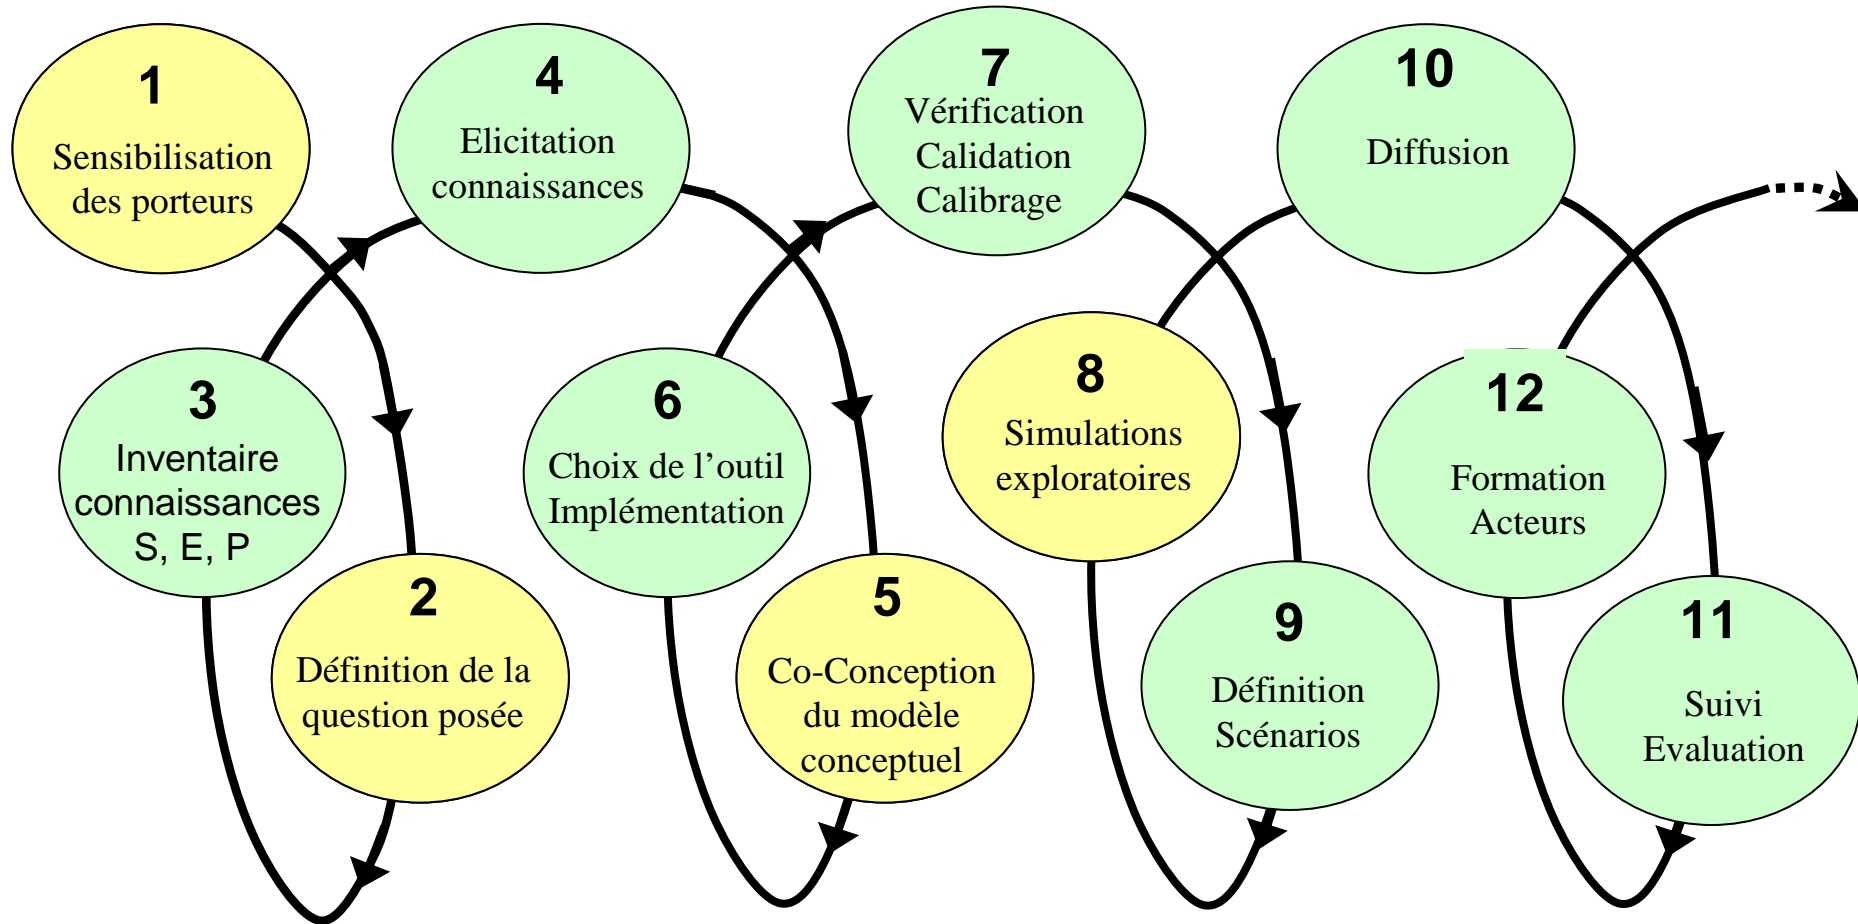 1
Sensibilisation
des porteurs
2
Définition de la
question posée
3
Inventaire
connaissances
S, E, P
4
Elicitation
connaissances
5
Co-Conception
du modèle
conceptuel
6
Choix de l’outil
Implémentation
7
Vérification
Calidation
Calibrage
8
Simulations
exploratoires
9
Définition
Scénarios
10
Diffusion
11
Suivi
Evaluation
12
Formation
Acteurs